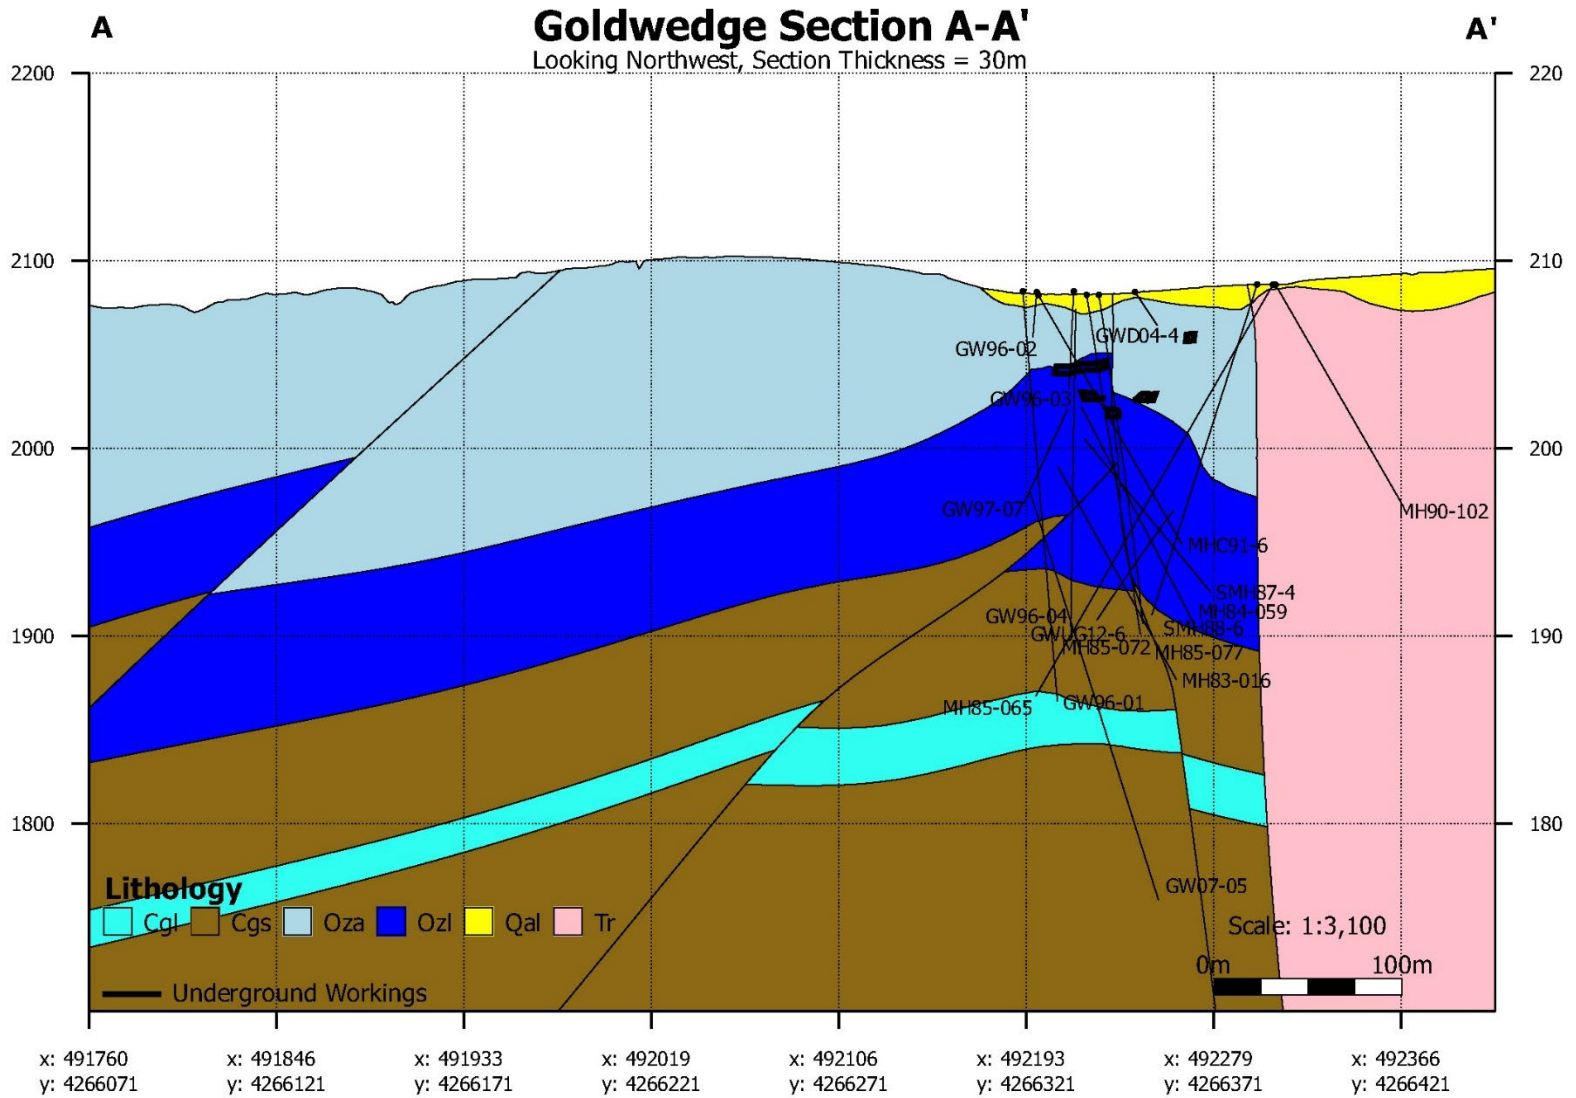 A
Goldwedge Section A-A'
A'
Looking Northwest, Section Thickness = 30m
2200
220
2100
210
GWD04-4
GW96-02
GW96-03
2000
200
GW97-07
MH90-102
MHC91-6
SMH87-4
MH84-059
GW96-04
SMH88-6
GWUG12-6
1900
190
MH85-072
MH85-077
MH83-016
MH85-065
GW96-01
1800
180
Lithology
GW07-05
Cgl
Cgs
Oza
Ozl
Qal
Tr
Scale: 1:3,100
0m
100m
Underground Workings
x: 491760
y: 4266071
x: 491846
y: 4266121
x: 491933
y: 4266171
x: 492019
y: 4266221
x: 492106
y: 4266271
x: 492193
y: 4266321
x: 492279
y: 4266371
x: 492366
y: 4266421